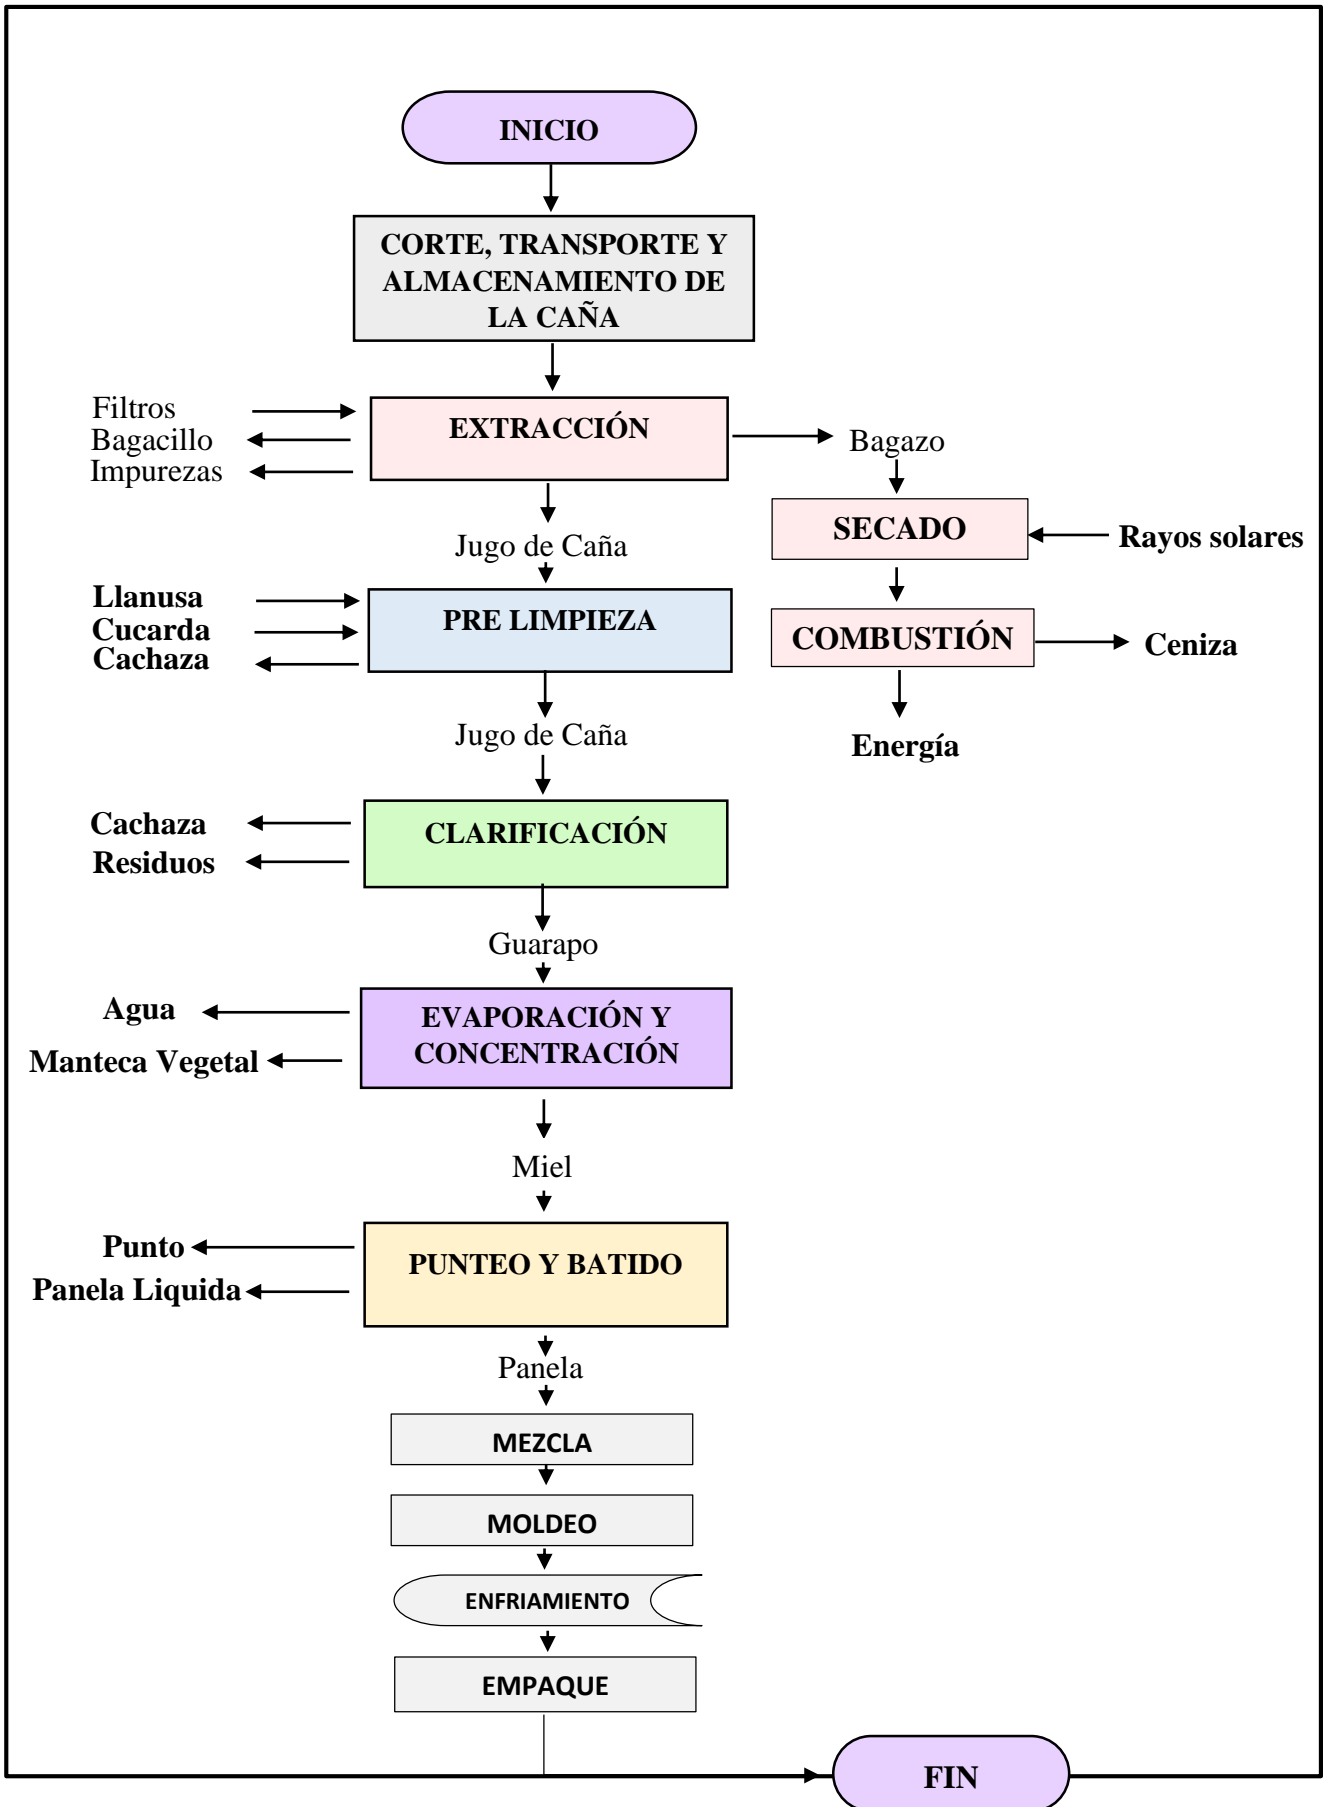 INICIO
CORTE, TRANSPORTE Y
ALMACENAMIENTO DE
LA CAÑA
Filtros
Bagacillo
Impurezas
EXTRACCIÓN
Bagazo
SECADO
Rayos solares
COMBUSTIÓN
Ceniza
Energía
Jugo de Caña
Llanusa
Cucarda
Cachaza
PRE LIMPIEZA
Jugo de Caña
Cachaza
Residuos
CLARIFICACIÓN
Guarapo
Agua
Manteca Vegetal
EVAPORACIÓN Y
CONCENTRACIÓN
Miel
Punto
Panela Liquida
PUNTEO Y BATIDO
Panela
MEZCLA
MOLDEO
ENFRIAMIENTO
EMPAQUE
FIN